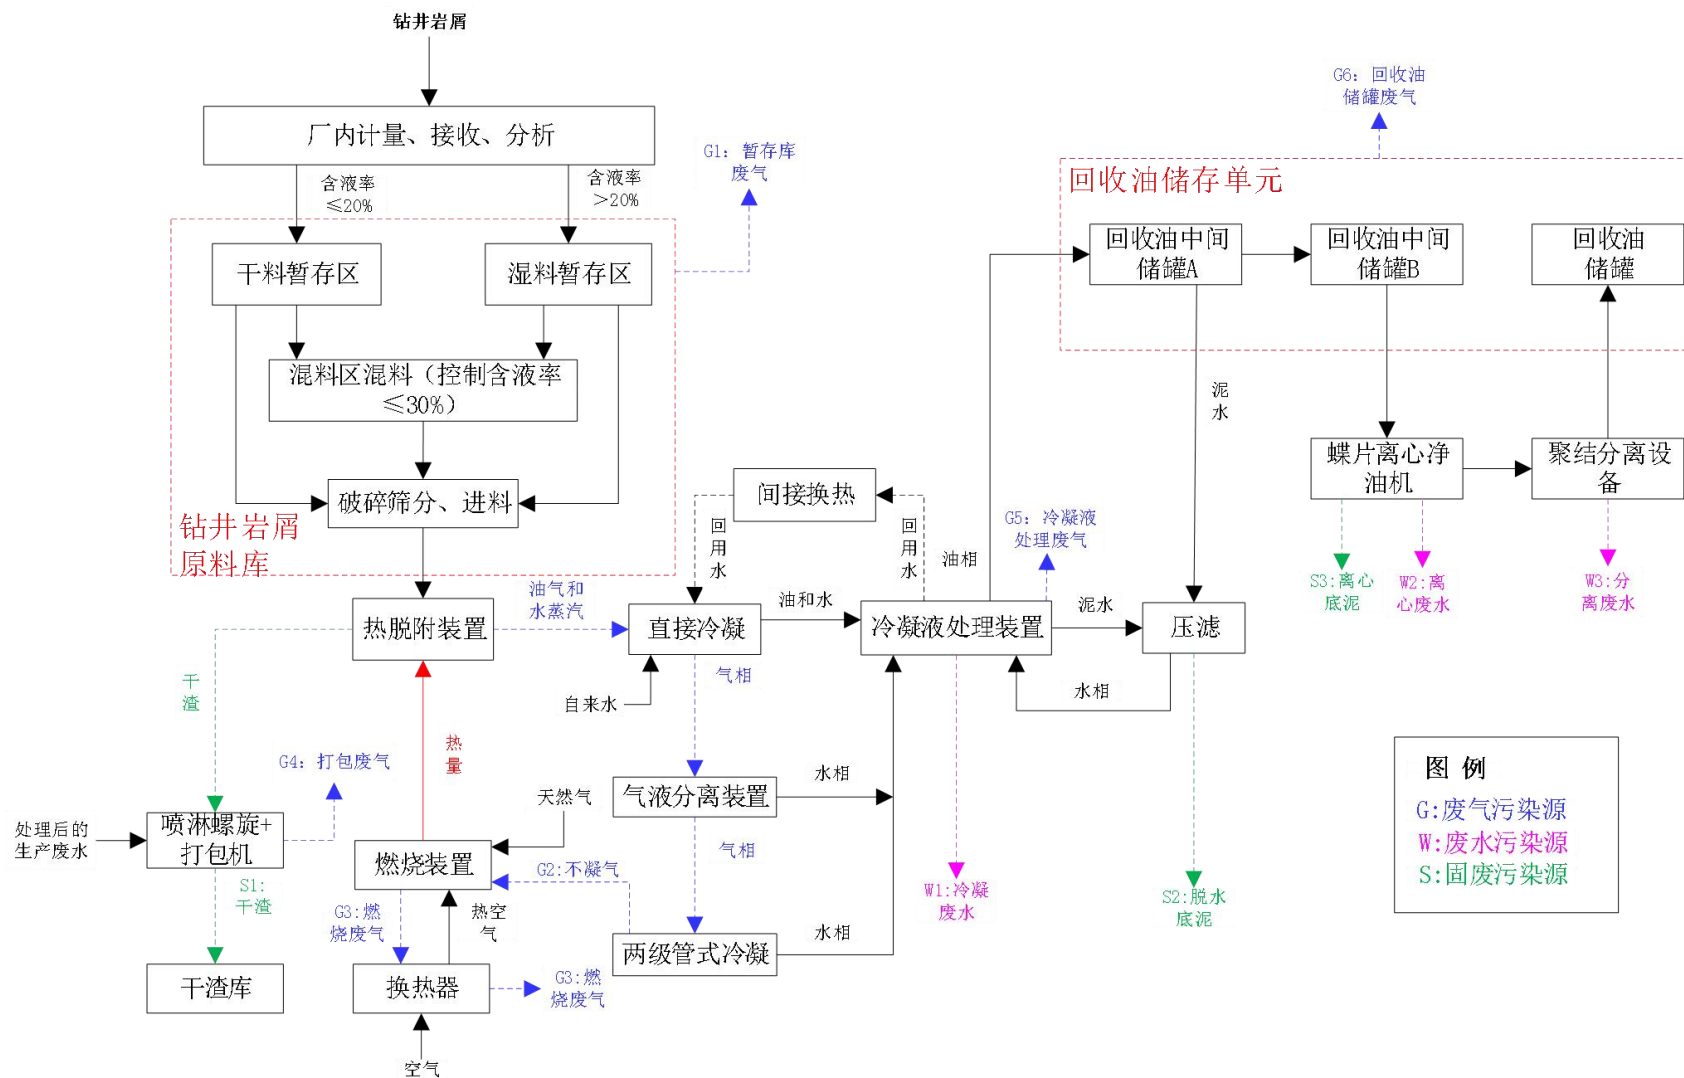 钻井岩屑
厂内计量、接收、分析
含液率
≤20%
含液率
>20%
G1: 暂存库
废气
G6: 回收油
储罐废气
回收油储存单元
干料暂存区
湿料暂存区
回收油中间
储罐A
回收油中间
储罐B
回收油
储罐
混料区混料（控制含液率
≤30%）
泥
水
破碎筛分、进料
钻井岩屑
原料库
间接换热
回
用
水
回
用
水
油相
G5: 冷凝液
处理废气
蝶片离心净
油机
聚结分离设
备
S3:离心
底泥
W2:离
心废水
W3:分
离废水
热脱附装置
油气和
水蒸汽
直接冷凝
油和水
冷凝液处理装置
泥水
压滤
干
渣
自来水
气相
水相
热
量
G4: 打包废气
天然气
气液分离装置
水相
处理后的
生产废水
喷淋螺旋+
打包机
燃烧装置
G2:不凝气
气相
S1:
干渣
G3:燃
烧废气
热空
气
W1:冷凝
废水
S2:脱水
底泥
两级管式冷凝
水相
干渣库
换热器
G3:燃
烧废气
空气
图 例
G:废气污染源
W:废水污染源
S:固废污染源